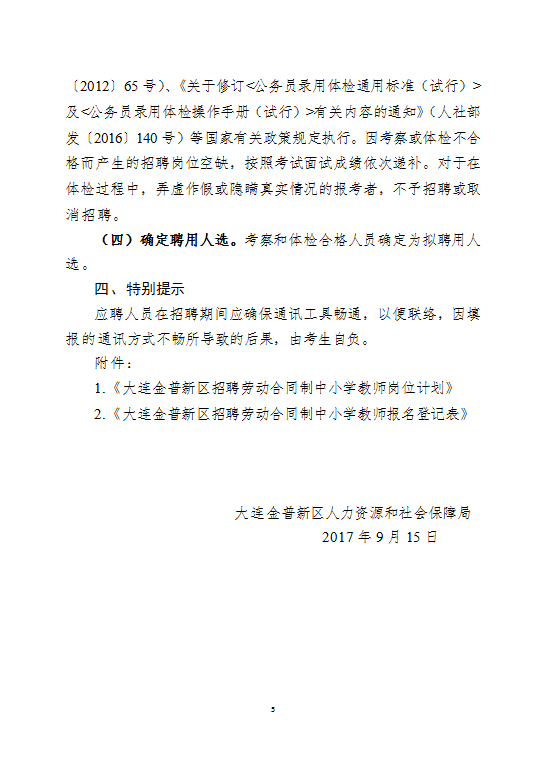 〔2012〕65 号）、《关于修订<公务员录用体检通用标准（试行）>
及<公务员录用体检操作手册（试行）>有关内容的通知》（人社部
发〔2016〕140 号）等国家有关政策规定执行。因考察或体检不合
格而产生的招聘岗位空缺，按照考试面试成绩依次递补。对于在
体检过程中，弄虚作假或隐瞒真实情况的报考者，不予招聘或取
消招聘。
（四）确定聘用人选。考察和体检合格人员确定为拟聘用人
选。
四、特别提示
应聘人员在招聘期间应确保通讯工具畅通，以便联络，因填
报的通讯方式不畅所导致的后果，由考生自负。
附件：
1.《大连金普新区招聘劳动合同制中小学教师岗位计划》
2.《大连金普新区招聘劳动合同制中小学教师报名登记表》
大连金普新区人力资源和社会保障局
2017 年 9 月 15 日
5